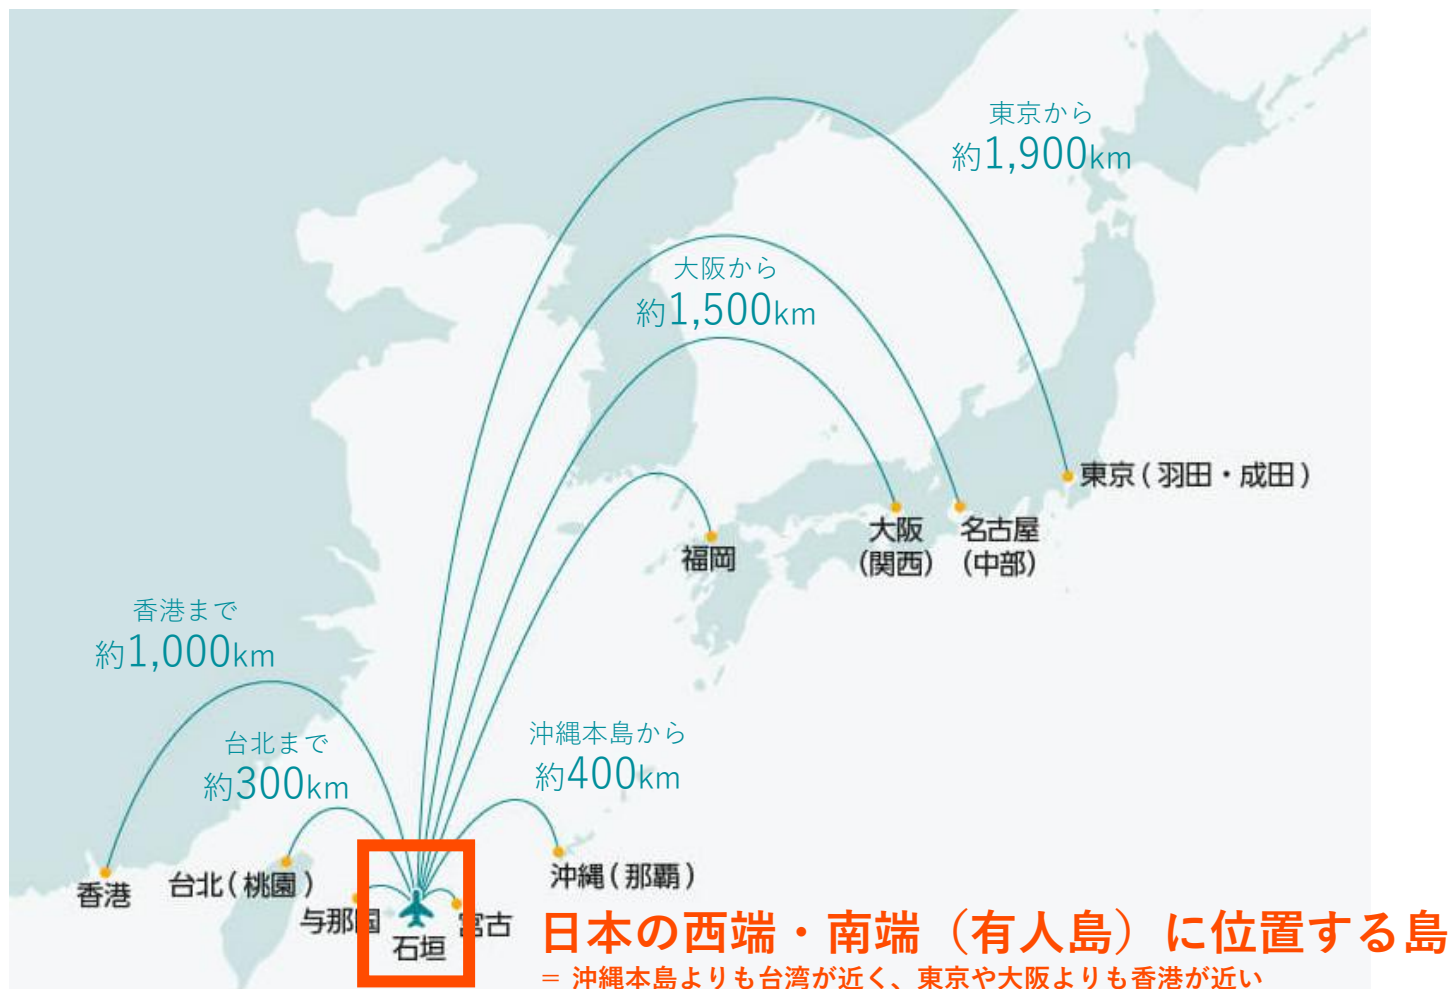 東京から
約1,900km
大阪から
約1,500km
東京(羽田・成田)
大阪
(関西)
名古屋
(中部)
福岡
香港まで
約1,000km
台北まで
約300km
沖縄本島から
約400km
香港
台北(桃園)
与那国
石垣
宮古
沖縄(那覇)
日本の西端・南端（有人島）に位置する島
= 沖縄本島よりも台湾が近く、東京や大阪よりも香港が近い